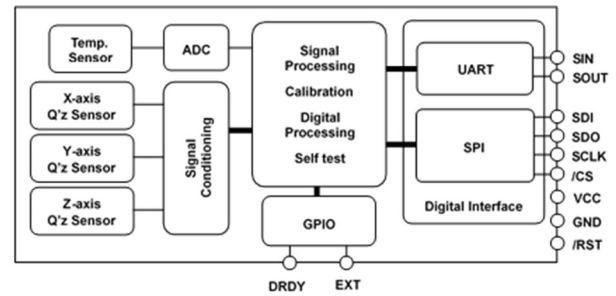 Temp.
Sensor
ADC
X-axis
Q'z Sensor
Y-axis
Q'z Sensor
Z-axis
Q'z Sensor
Signal
Conditioning
Signal
Processing
Calibration
Digital
Processing
Self test
GPIO
UART
SPI
Digital Interface
SIN
SOUT
SDI
SDO
SCLK
/CS
VCC
GND
/RST
DRDY
EXT